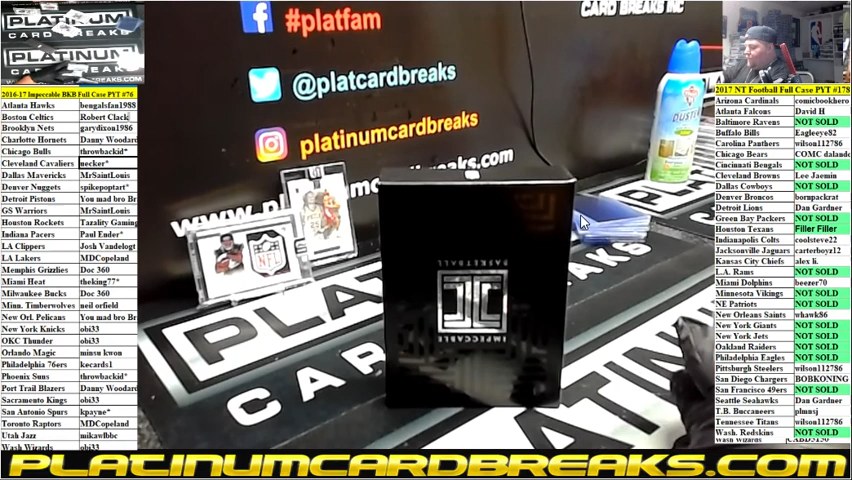 PLATINUM
PLATINUM
2016-17 Impeccable BKB Full Case PYT #76
Atlanta Hawks bengalsfan1988
Boston Celtics Robert Clack
Brooklyn Nets garydixon1986
Charlotte Hornets Danny Woodard
Chicago Bulls throwbackid*
Cleveland Cavaliers uecker*
Dallas Mavericks MrSaintLouis
Denver Nuggets spikepoptart*
Detroit Pistons You mad Bro
GS Warriors MrSaintLouis
Houston Rockets Tazality Gaming
Indiana Pacers Paul Ender*
LA Clippers Josh Vandelogt
LA Lakers MDCopeland
Memphis Grizzlies Doc 360
Miami Heat theking77*
Milwaukee Bucks Doc 360
Minn. Timberwolves neil orfield
New Orl. Pelicans You mad Bro
New York Knicks obi33
OKC Thunder obi33
Orlando Magic minsu kwon
Philadelphia 76ers kecards1
Phoenix Suns throwbackid*
Port Trail Blazers Danny Woodard
Sacramento Kings obi33
San Antonio Spurs kpayne*
Toronto Raptors MDCopeland
Utah Jazz mikawlbbc
Wash Wizards obi33
CARD BREAKS INC
#platfam
@platcardbreaks
platinumcardbreaks
www.
NFL
DUSTER
IMPECCABLE
BASKETBALL
2017 NT Football Full Case PYT #178
Arizona Cardinals comicbookhero
Atlanta Falcons David H
Baltimore Ravens NOT SOLD
Buffalo Bills Eagleeye82
Carolina Panthers wilson112786
Chicago Bears COMC daland
Cincinnati Bengals NOT SOLD
Cleveland Browns Lee Jaemin
Dallas Cowboys NOT SOLD
Denver Broncos bornpackrat
Detroit Lions Dan Gardner
Green Bay Packers NOT SOLD
Houston Texans Filler Filler
Indianapolis Colts coolsteve22
Jacksonville Jaguars carterboyz12
Kansas City Chiefs alex li.
L.A. Rams NOT SOLD
Miami Dolphins beezer70
Minnesota Vikings NOT SOLD
NE Patriots NOT SOLD
New Orleans Saints whawk86
New York Giants NOT SOLD
New York Jets NOT SOLD
Oakland Raiders NOT SOLD
Philadelphia Eagles NOT SOLD
Pittsburg Steelers wilson112786
San Diego Chargers BOBKONING
San Francisco 49ers NOT SOLD
Seattle Seahawks Dan Gardner
T.B. Buccaneers plmnsj
Tennessee Titans wilson112786
Wash. Redskins NOT SOLD
PLATINUMCARDBREAKS.COM